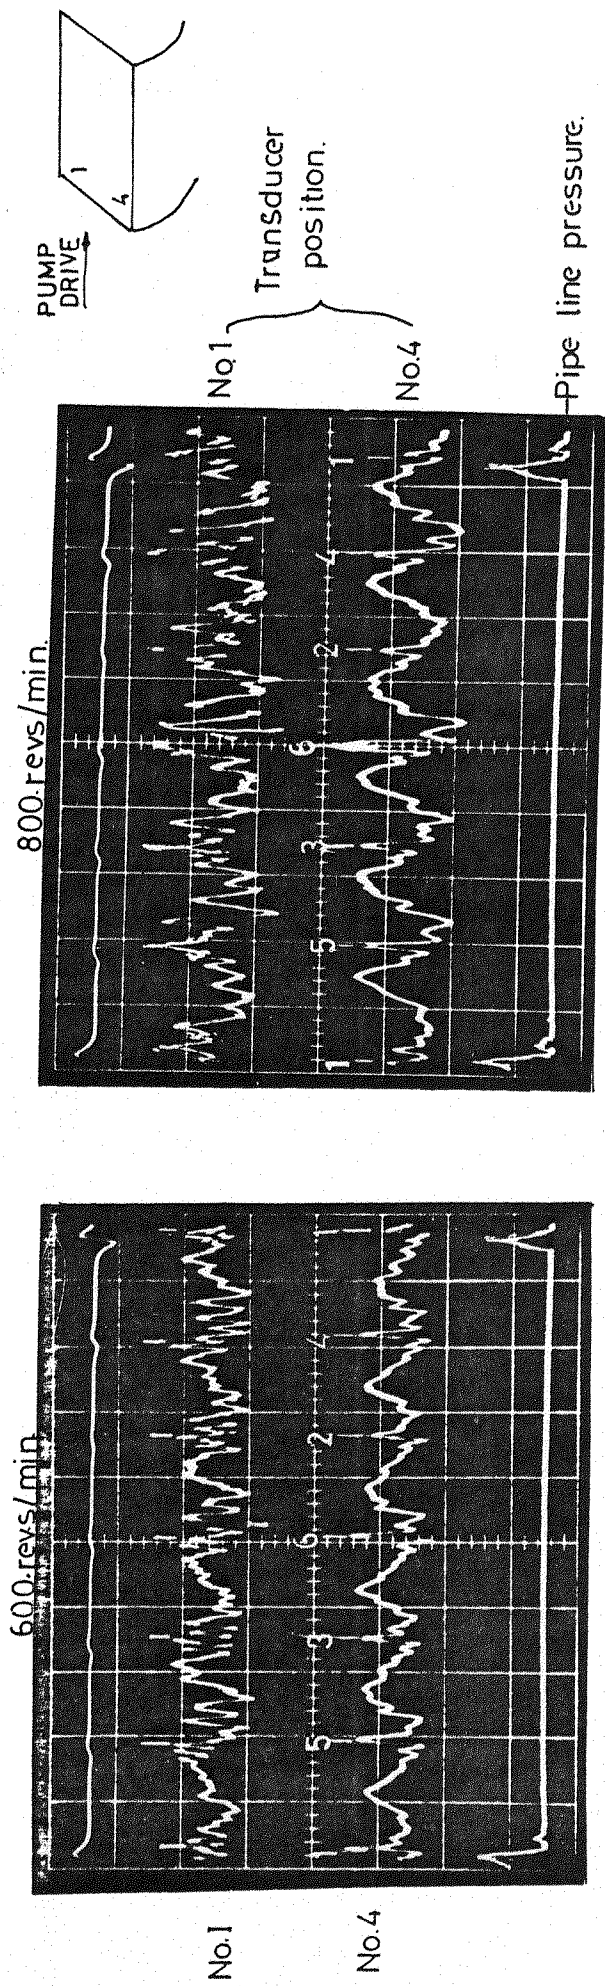 600 revs/min
800 revs/min.
PUMP
DRIVE
1
4
No.1
No.4
1 5 3 6 2 4 1
1 5 3 6 2 4 1
No.1
No.4
Transducer
position.
Pipe line pressure.